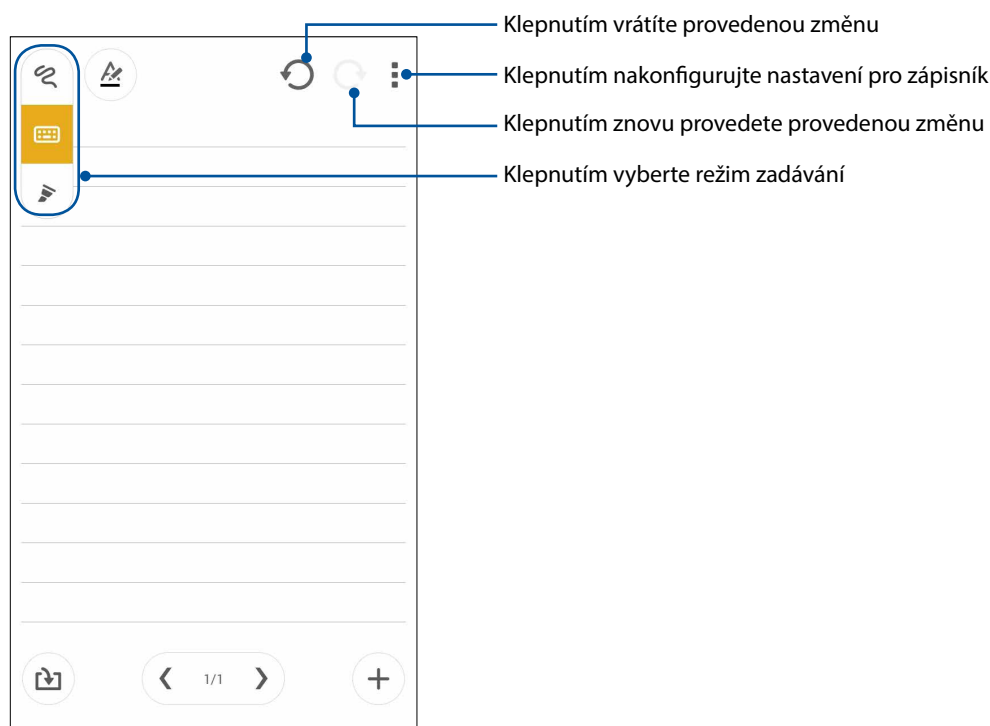 Klepnutím vrátíte provedenou změnu
Klepnutím nakonfigurujte nastavení pro zápisník
Klepnutím znovu provedete provedenou změnu
Klepnutím vyberte režim zadávání
A
1/1